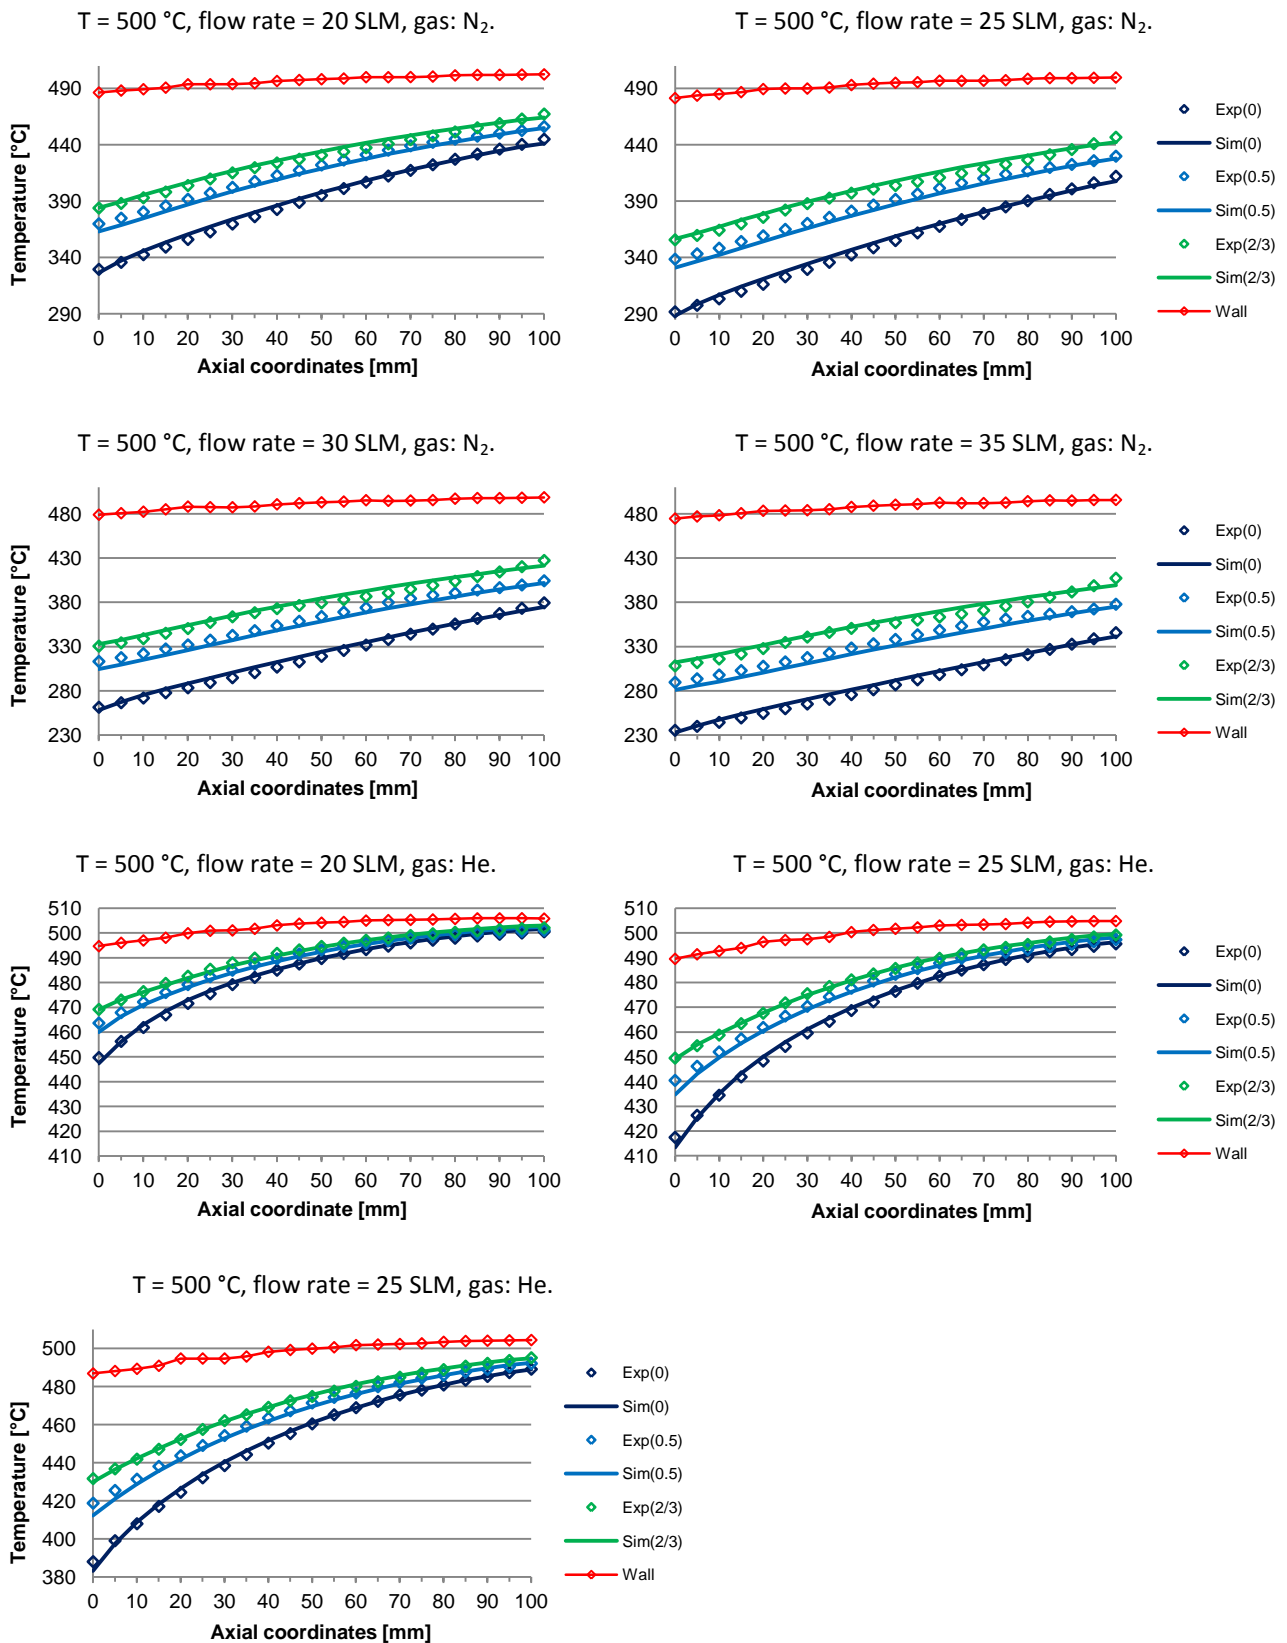 T = 500 °C, flow rate = 20 SLM, gas: N₂.
Temperature [°C]
490
440
390
340
290
0 10 20 30 40 50 60 70 80 90 100
Axial coordinates [mm]
T = 500 °C, flow rate = 25 SLM, gas: N₂.
490
440
390
340
290
0 10 20 30 40 50 60 70 80 90 100
Axial coordinates [mm]
Exp(0)
Sim(0)
Exp(0.5)
Sim(0.5)
Exp(2/3)
Sim(2/3)
Wall
T = 500 °C, flow rate = 30 SLM, gas: N₂.
Temperature [°C]
480
430
380
330
280
230
0 10 20 30 40 50 60 70 80 90 100
Axial coordinates [mm]
T = 500 °C, flow rate = 35 SLM, gas: N₂.
480
430
380
330
280
230
0 10 20 30 40 50 60 70 80 90 100
Axial coordinates [mm]
Exp(0)
Sim(0)
Exp(0.5)
Sim(0.5)
Exp(2/3)
Sim(2/3)
Wall
T = 500 °C, flow rate = 20 SLM, gas: He.
Temperature [°C]
510
500
490
480
470
460
450
440
430
420
410
0 10 20 30 40 50 60 70 80 90 100
Axial coordinate [mm]
T = 500 °C, flow rate = 25 SLM, gas: He.
510
500
490
480
470
460
450
440
430
420
410
0 10 20 30 40 50 60 70 80 90 100
Axial coordinates [mm]
Exp(0)
Sim(0)
Exp(0.5)
Sim(0.5)
Exp(2/3)
Sim(2/3)
Wall
T = 500 °C, flow rate = 25 SLM, gas: He.
Temperature [°C]
500
480
460
440
420
400
380
0 10 20 30 40 50 60 70 80 90 100
Axial coordinates [mm]
Exp(0)
Sim(0)
Exp(0.5)
Sim(0.5)
Exp(2/3)
Sim(2/3)
Wall